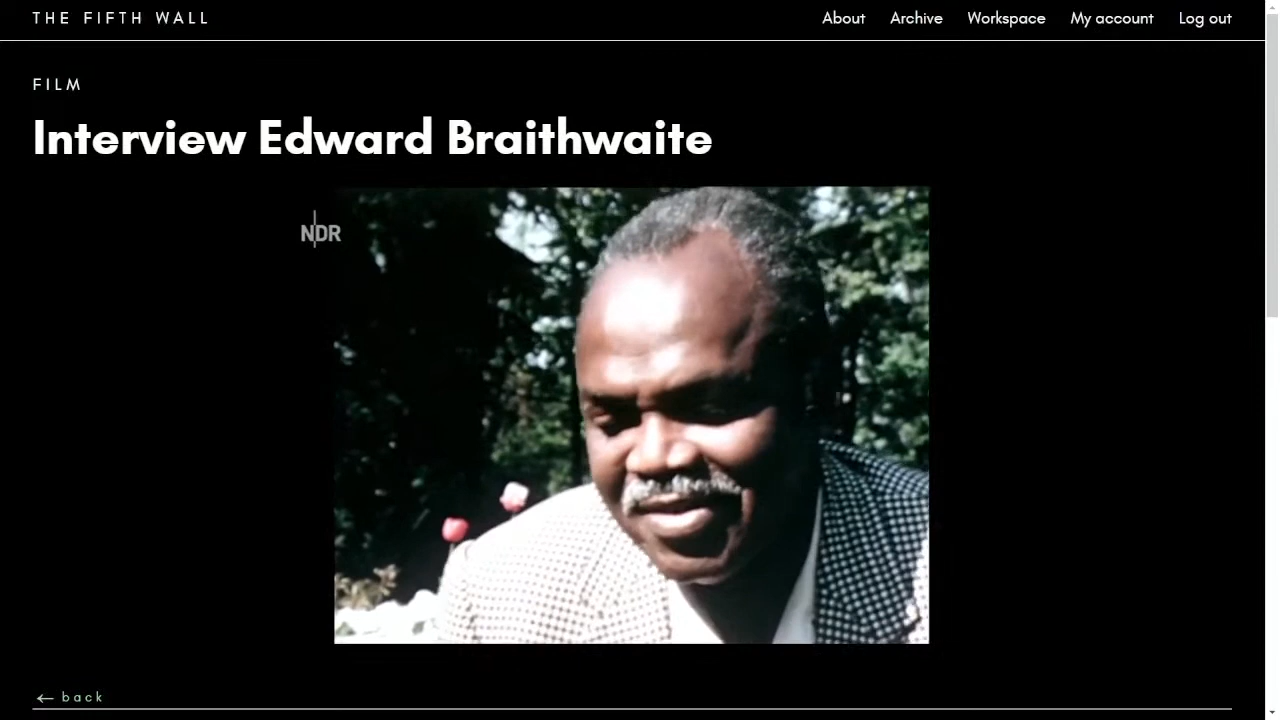 THE FIFTH WALL
About Archive Workspace My account Log out
FILM
Interview Edward Braithwaite
NDR
← back